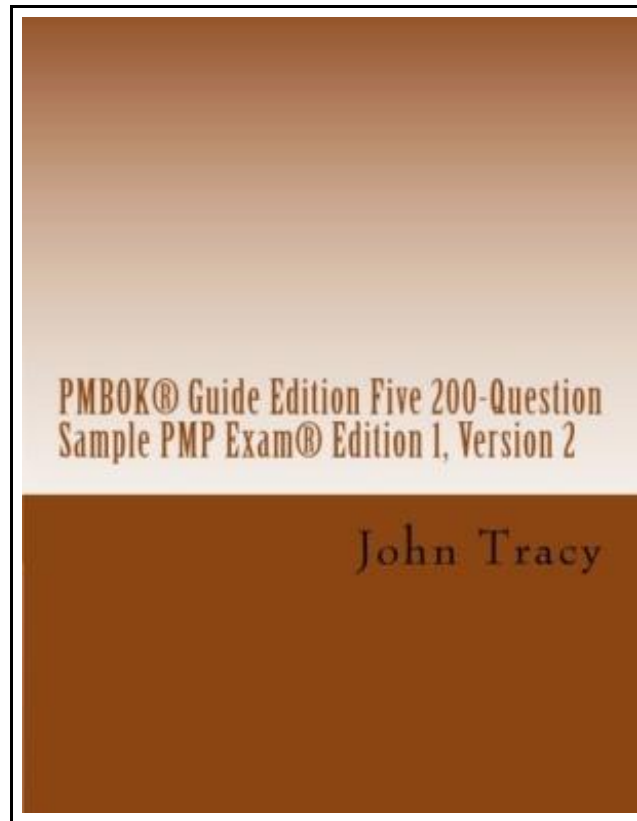 PMBOK® Guide Edition Five 200-Question
Sample PMP Exam® Edition 1, Version 2
John Tracy